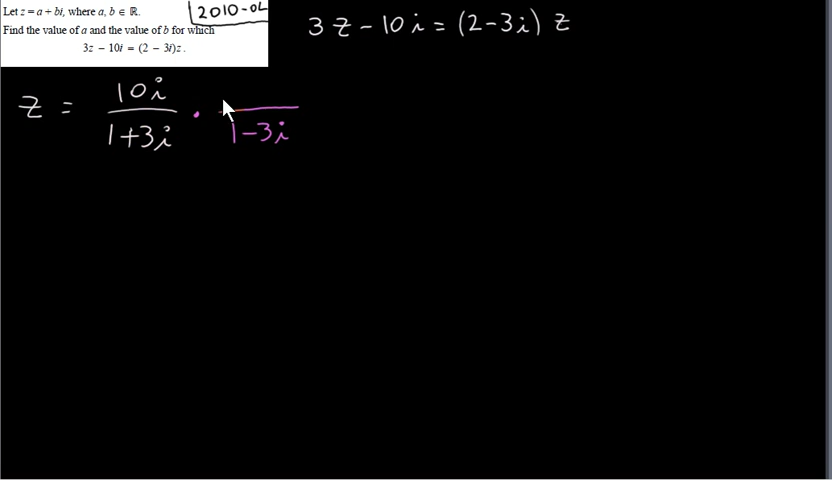 Let z = a + bi, where a, b ∈ ℝ.
2010-OL
Find the value of a and the value of b for which
3z − 10i = (2 − 3i)z.
3z − 10i = (2−3i) z
z = 10i / 1+3i · / 1−3i